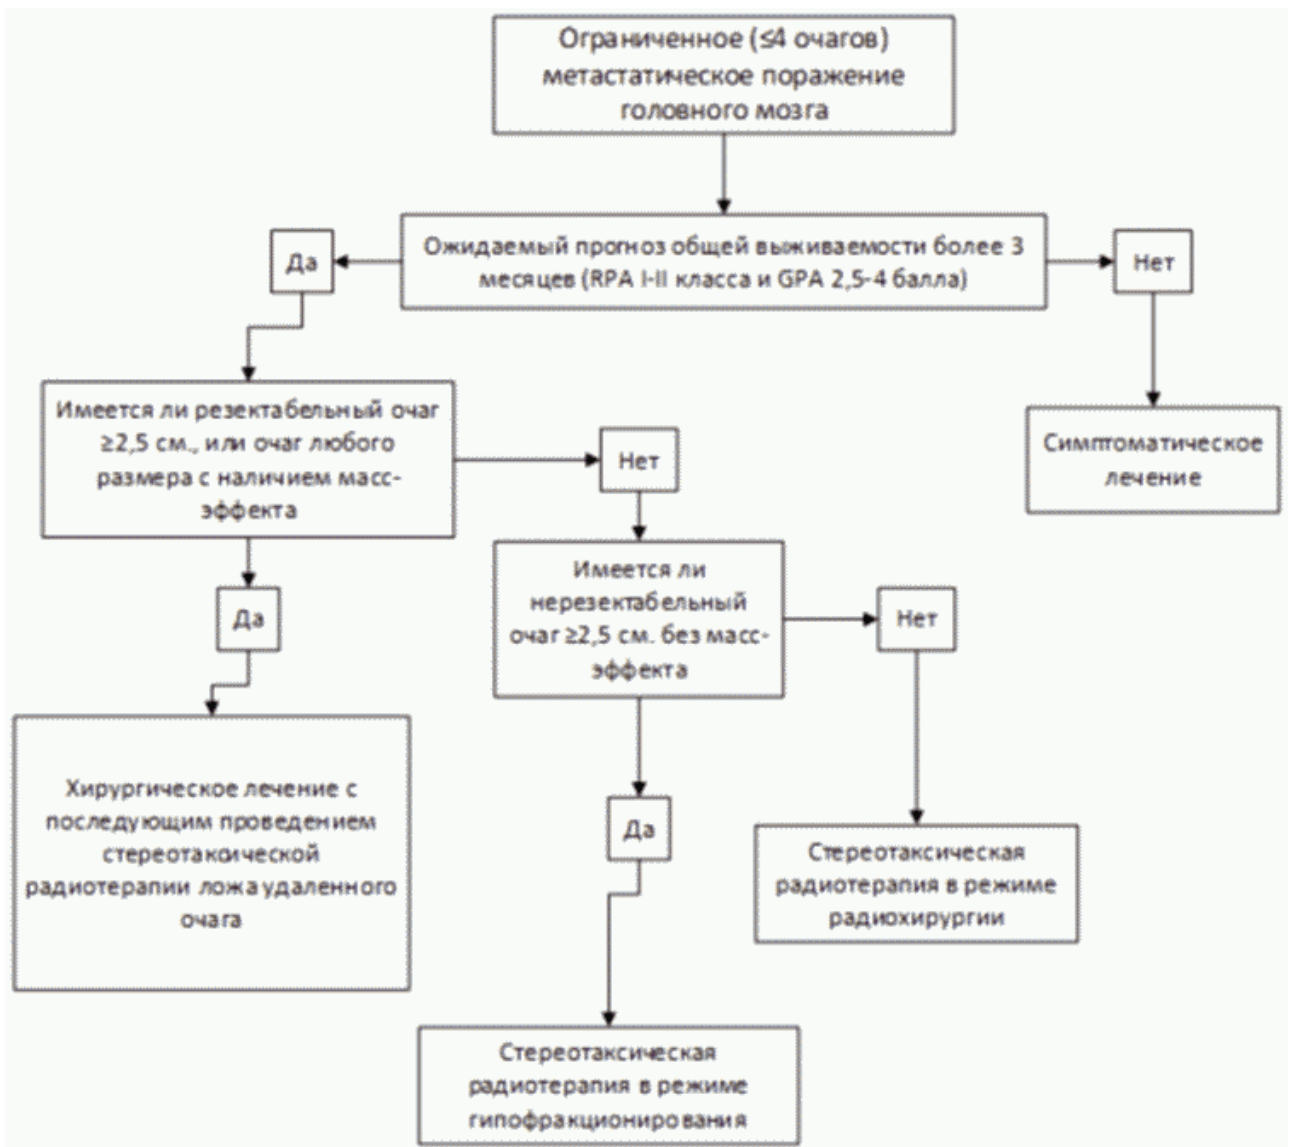 Ограниченное (≤4 очагов)
метастатическое поражение
головного мозга
Ожидаемый прогноз общей выживаемости более 3
месяцев (RPA I-II класса и GPA 2,5-4 балла)
Да
Нет
Имеется ли резектабельный очаг
≥2,5 см., или очаг любого
размера с наличием масс-
эффекта
Нет
Симптоматическое
лечение
Да
Имеется ли
нерезектабельный
очаг ≥2,5 см. без масс-
эффекта
Нет
Хирургическое лечение с
последующим проведением
стереотаксической
радиотерапии ложа удаленного
очага
Да
Стереотаксическая
радиотерапия в режиме
радиохирургии
Стереотаксическая
радиотерапия в режиме
гипофракционирования